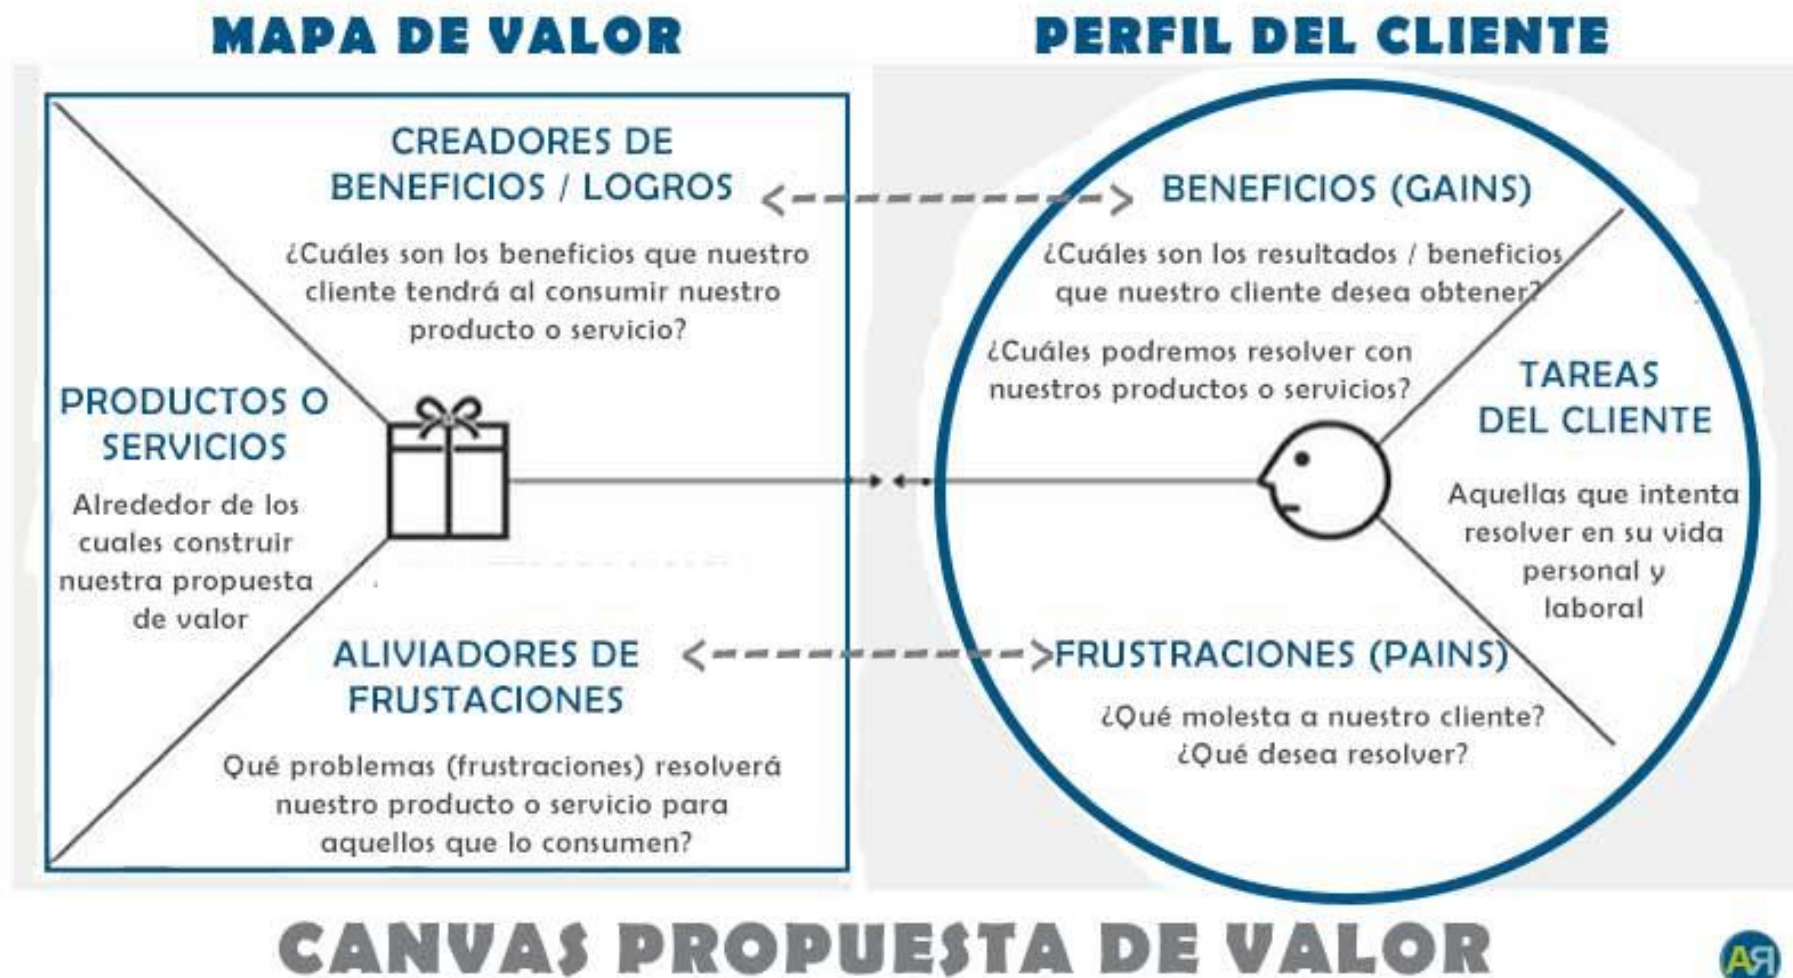 MAPA DE VALOR
CREADORES DE
BENEFICIOS / LOGROS
¿Cuáles son los beneficios que nuestro
cliente tendrá al consumir nuestro
producto o servicio?
PRODUCTOS O
SERVICIOS
Alrededor de los
cuales construir
nuestra propuesta
de valor
ALIVIADORES DE
FRUSTACIONES
Qué problemas (frustraciones) resolverá
nuestro producto o servicio para
aquellos que lo consumen?
PERFIL DEL CLIENTE
BENEFICIOS (GAINS)
¿Cuáles son los resultados / beneficios
que nuestro cliente desea obtener?
¿Cuáles podremos resolver con
nuestros productos o servicios?
TAREAS
DEL CLIENTE
Aquellas que intenta
resolver en su vida
personal y
laboral
FRUSTRACIONES (PAINS)
¿Qué molesta a nuestro cliente?
¿Qué desea resolver?
CANVAS PROPUESTA DE VALOR
AR